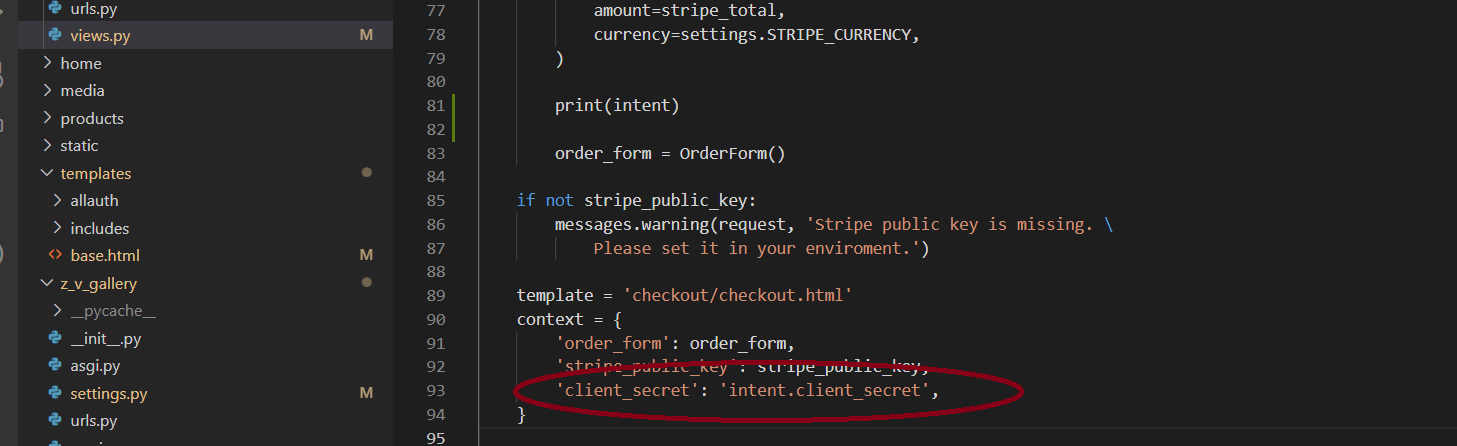 urls.py
views.py M
home
media
products
static
templates
allauth
includes
base.html M
z_v_gallery
__pycache__
__init__.py
asgi.py
settings.py M
urls.py
77 amount=stripe_total,
78 currency=settings.STRIPE_CURRENCY,
79 )
80
81 print(intent)
82
83 order_form = OrderForm()
84
85 if not stripe_public_key:
86 messages.warning(request, 'Stripe public key is missing. \
87 Please set it in your enviroment.')
88
89 template = 'checkout/checkout.html'
90 context = {
91 'order_form': order_form,
92 'stripe_public_key': stripe_public_key,
93 'client_secret': 'intent.client_secret',
94 }
95